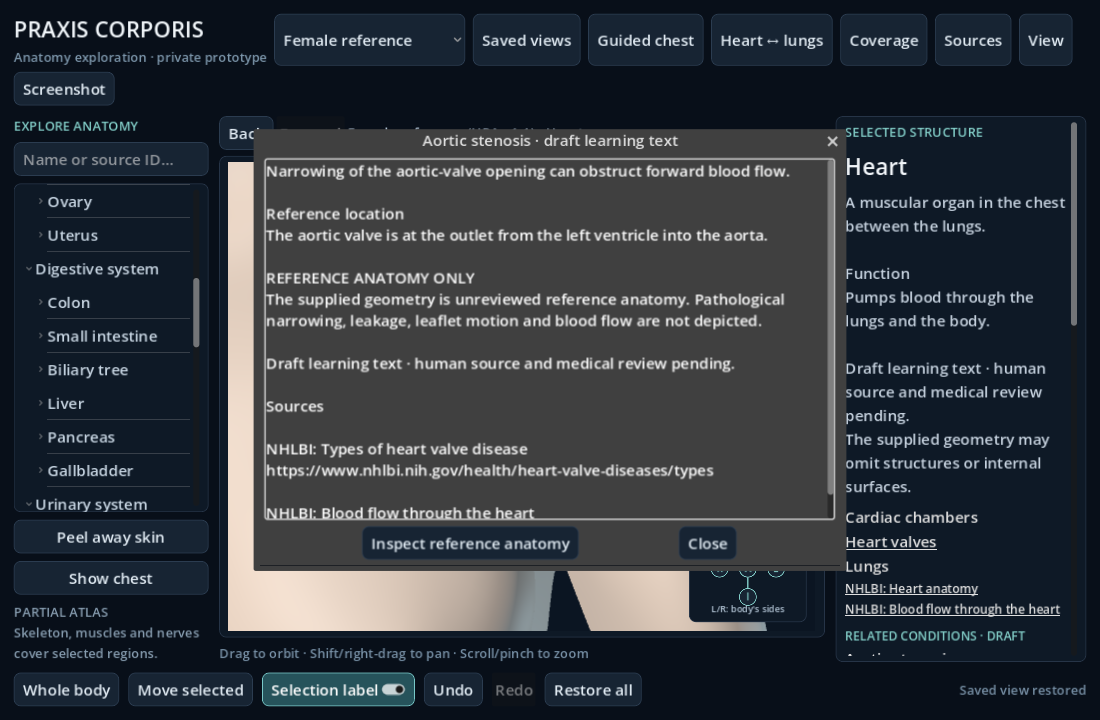 PRAXIS CORPORIS
Anatomy exploration · private prototype
Female reference
Saved views
Guided chest
Heart ↔ lungs
Coverage
Sources
View
Screenshot
EXPLORE ANATOMY
Name or source ID...
Ovary
Uterus
Digestive system
Colon
Small intestine
Biliary tree
Liver
Pancreas
Gallbladder
Urinary system
Peel away skin
Show chest
PARTIAL ATLAS
Skeleton, muscles and nerves
cover selected regions.
Back
Aortic stenosis · draft learning text
Narrowing of the aortic-valve opening can obstruct forward blood flow.
Reference location
The aortic valve is at the outlet from the left ventricle into the aorta.
REFERENCE ANATOMY ONLY
The supplied geometry is unreviewed reference anatomy. Pathological
narrowing, leakage, leaflet motion and blood flow are not depicted.
Draft learning text · human source and medical review pending.
Sources
NHLBI: Types of heart valve disease
https://www.nhlbi.nih.gov/health/heart-valve-diseases/types
NHLBI: Blood flow through the heart
Inspect reference anatomy
Close
I
L/R: body's sides
Drag to orbit · Shift/right-drag to pan · Scroll/pinch to zoom
SELECTED STRUCTURE
Heart
A muscular organ in the chest
between the lungs.
Function
Pumps blood through the
lungs and the body.
Draft learning text · human
source and medical review
pending.
The supplied geometry may
omit structures or internal
surfaces.
Cardiac chambers
Heart valves
Lungs
NHLBI: Heart anatomy
NHLBI: Blood flow through the heart
RELATED CONDITIONS · DRAFT
Whole body
Move selected
Selection label
Undo
Redo
Restore all
Saved view restored